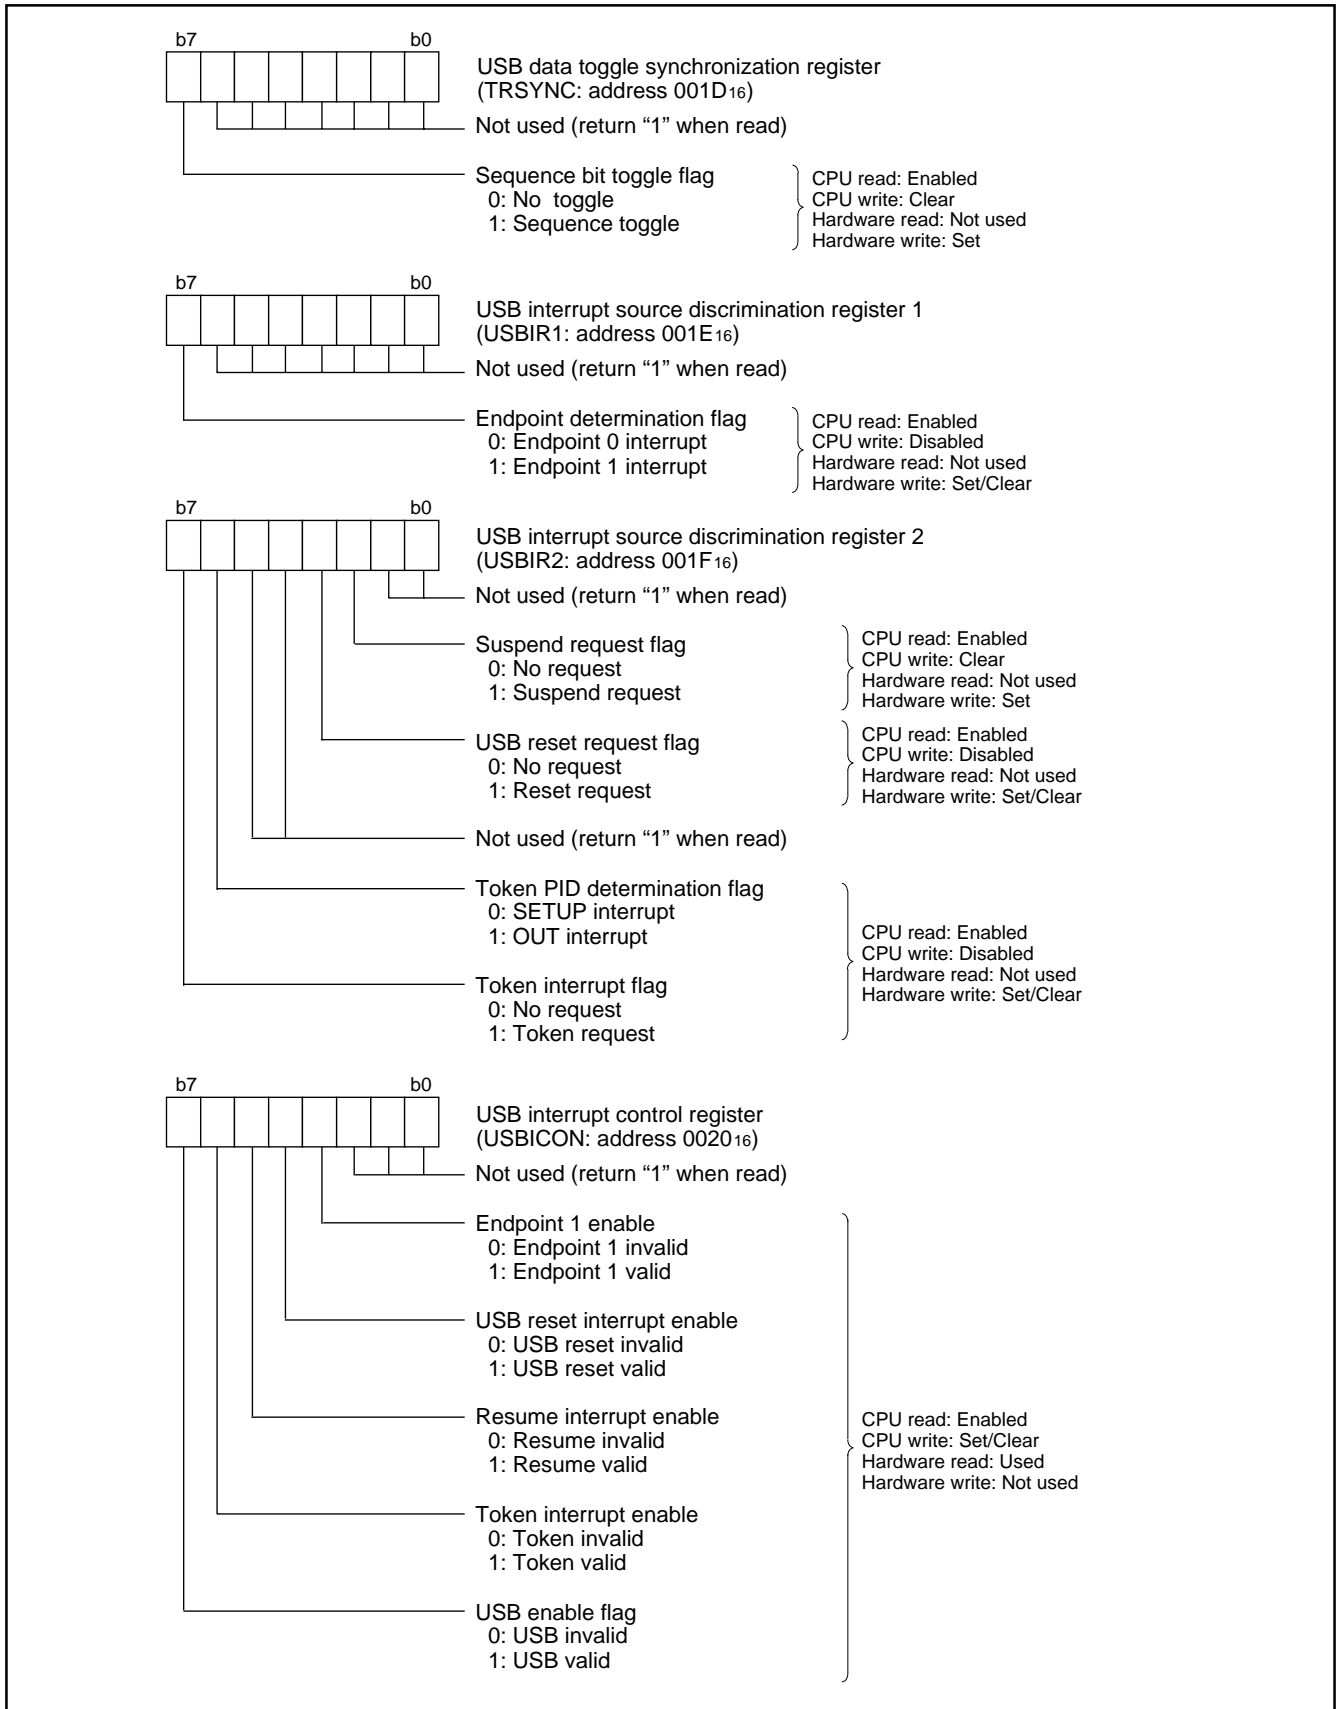 b7 b0
USB data toggle synchronization register
(TRSYNC: address 001D16)
Not used (return “1” when read)
Sequence bit toggle flag
0: No toggle
1: Sequence toggle
CPU read: Enabled
CPU write: Clear
Hardware read: Not used
Hardware write: Set
b7 b0
USB interrupt source discrimination register 1
(USBIR1: address 001E16)
Not used (return “1” when read)
Endpoint determination flag
0: Endpoint 0 interrupt
1: Endpoint 1 interrupt
CPU read: Enabled
CPU write: Disabled
Hardware read: Not used
Hardware write: Set/Clear
b7 b0
USB interrupt source discrimination register 2
(USBIR2: address 001F16)
Not used (return “1” when read)
Suspend request flag
0: No request
1: Suspend request
CPU read: Enabled
CPU write: Clear
Hardware read: Not used
Hardware write: Set
USB reset request flag
0: No request
1: Reset request
CPU read: Enabled
CPU write: Disabled
Hardware read: Not used
Hardware write: Set/Clear
Not used (return “1” when read)
Token PID determination flag
0: SETUP interrupt
1: OUT interrupt
Token interrupt flag
0: No request
1: Token request
CPU read: Enabled
CPU write: Disabled
Hardware read: Not used
Hardware write: Set/Clear
b7 b0
USB interrupt control register
(USBICON: address 002016)
Not used (return “1” when read)
Endpoint 1 enable
0: Endpoint 1 invalid
1: Endpoint 1 valid
USB reset interrupt enable
0: USB reset invalid
1: USB reset valid
Resume interrupt enable
0: Resume invalid
1: Resume valid
Token interrupt enable
0: Token invalid
1: Token valid
USB enable flag
0: USB invalid
1: USB valid
CPU read: Enabled
CPU write: Set/Clear
Hardware read: Used
Hardware write: Not used